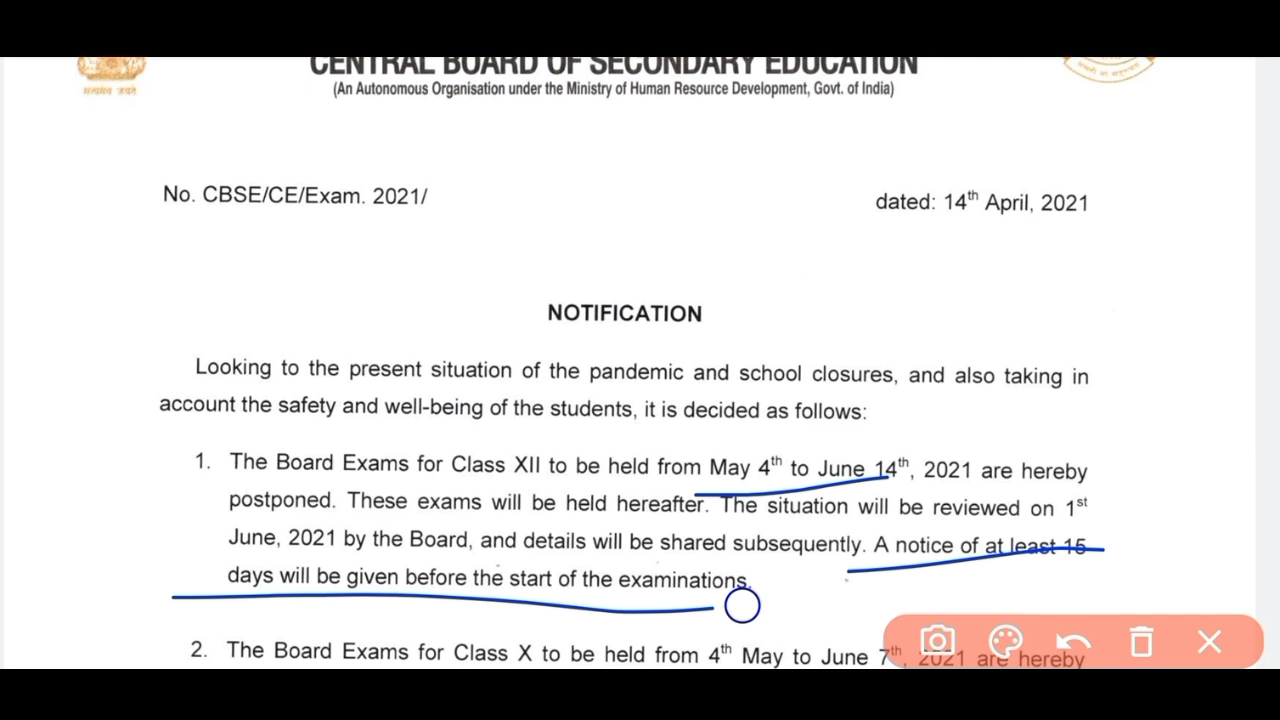 सत्यमेव जयते
CENTRAL BOARD OF SECONDARY EDUCATION
(An Autonomous Organisation under the Ministry of Human Resource Development, Govt. of India)
No. CBSE/CE/Exam. 2021/
dated: 14th April, 2021
NOTIFICATION
Looking to the present situation of the pandemic and school closures, and also taking in
account the safety and well-being of the students, it is decided as follows:
1. The Board Exams for Class XII to be held from May 4th to June 14th, 2021 are hereby
postponed. These exams will be held hereafter. The situation will be reviewed on 1st
June, 2021 by the Board, and details will be shared subsequently. A notice of at least 15
days will be given before the start of the examinations.
2. The Board Exams for Class X to be held from 4th May to June 7th, 2021 are hereby